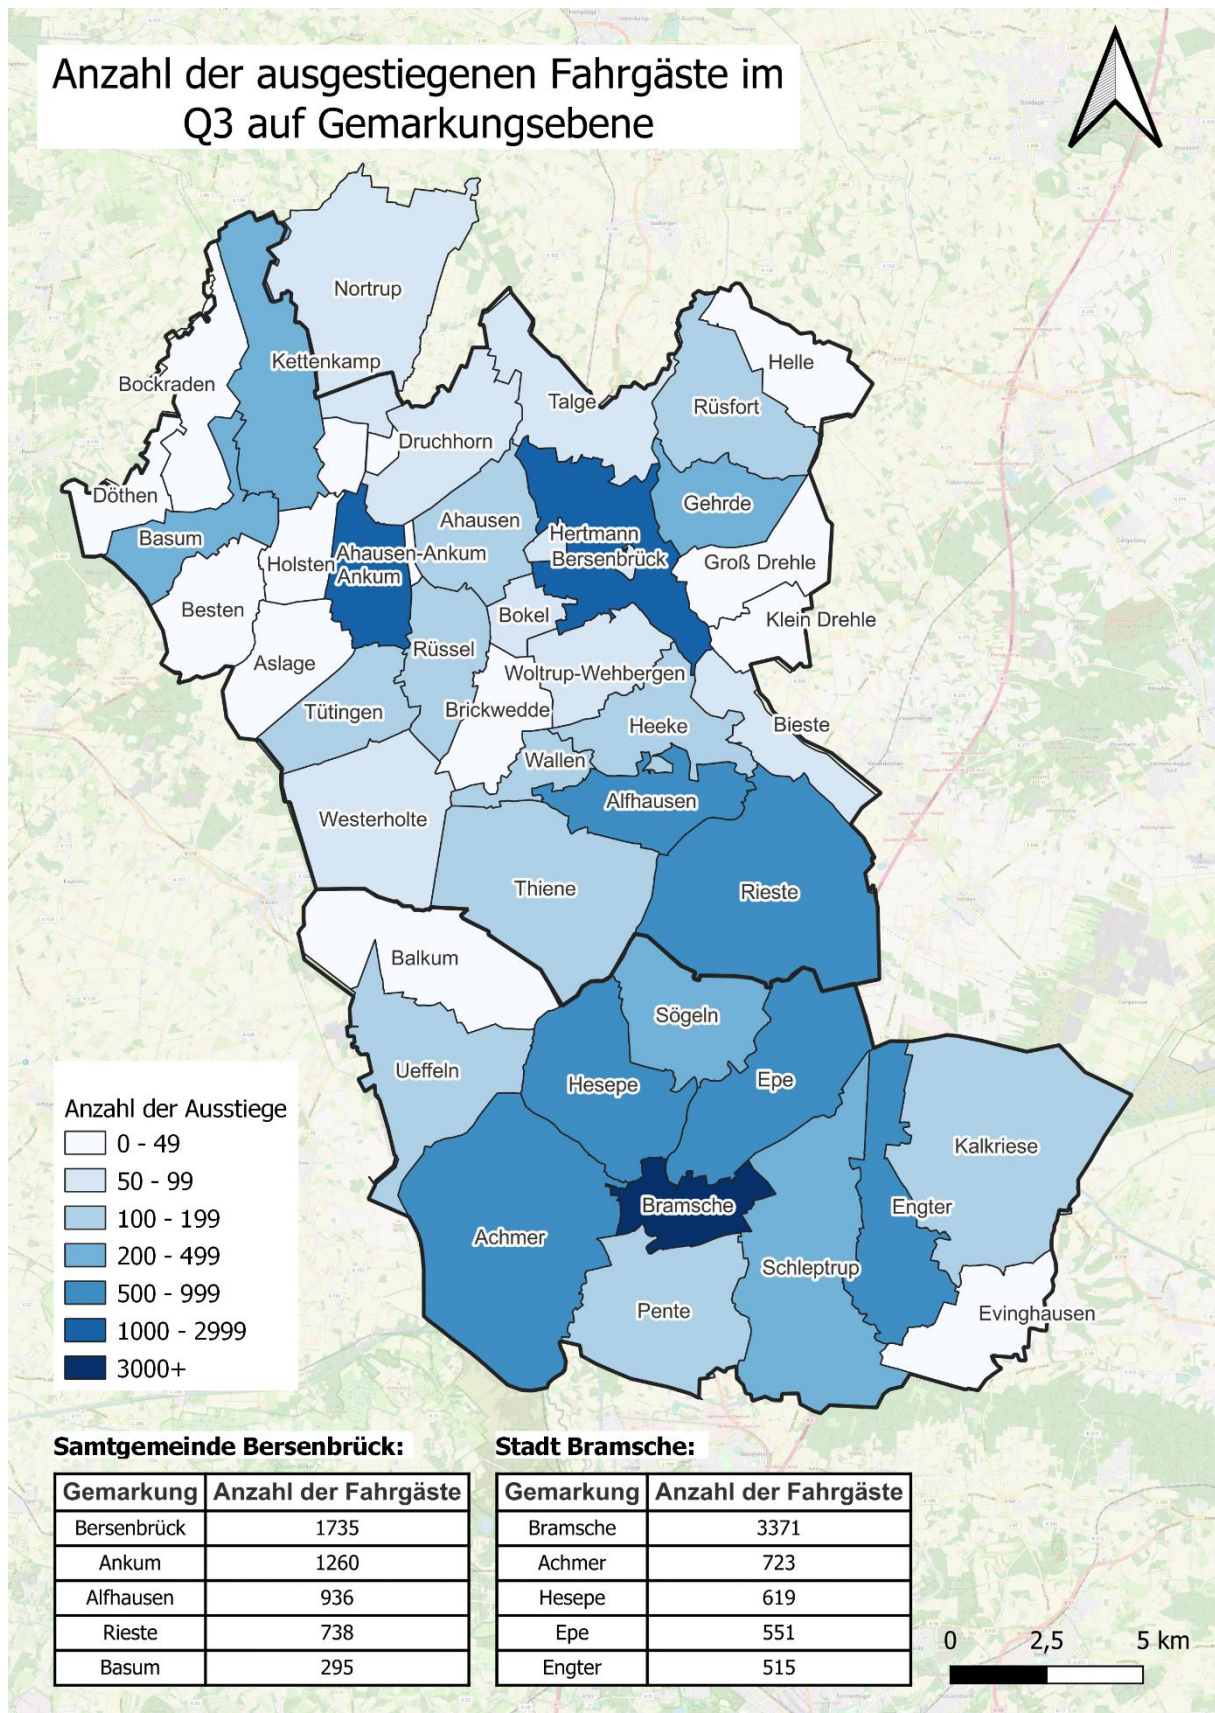 Anzahl der ausgestiegenen Fahrgäste im
Q3 auf Gemarkungsebene
Nortrup
Kettenkamp
Helle
Bockraden
Talge
Rüsfort
Druchhorn
Döthen
Gehrde
Ahausen
Basum
Hertmann
Holsten
Ahausen-Ankum
Bersenbrück
Groß Drehle
Ankum
Besten
Bokel
Klein Drehle
Aslage
Rüssel
Woltrup-Wehbergen
Tütingen
Brickwedde
Heeke
Bieste
Wallen
Alfhausen
Westerholte
Thiene
Rieste
Balkum
Sögeln
Ueffeln
Hesepe
Epe
Kalkriese
Bramsche
Engter
Achmer
Schleptrup
Pente
Evinghausen
Anzahl der Ausstiege
0 - 49
50 - 99
100 - 199
200 - 499
500 - 999
1000 - 2999
3000+
Samtgemeinde Bersenbrück:
Gemarkung Anzahl der Fahrgäste
Bersenbrück 1735
Ankum 1260
Alfhausen 936
Rieste 738
Basum 295
Stadt Bramsche:
Gemarkung Anzahl der Fahrgäste
Bramsche 3371
Achmer 723
Hesepe 619
Epe 551
Engter 515
0 2,5 5 km